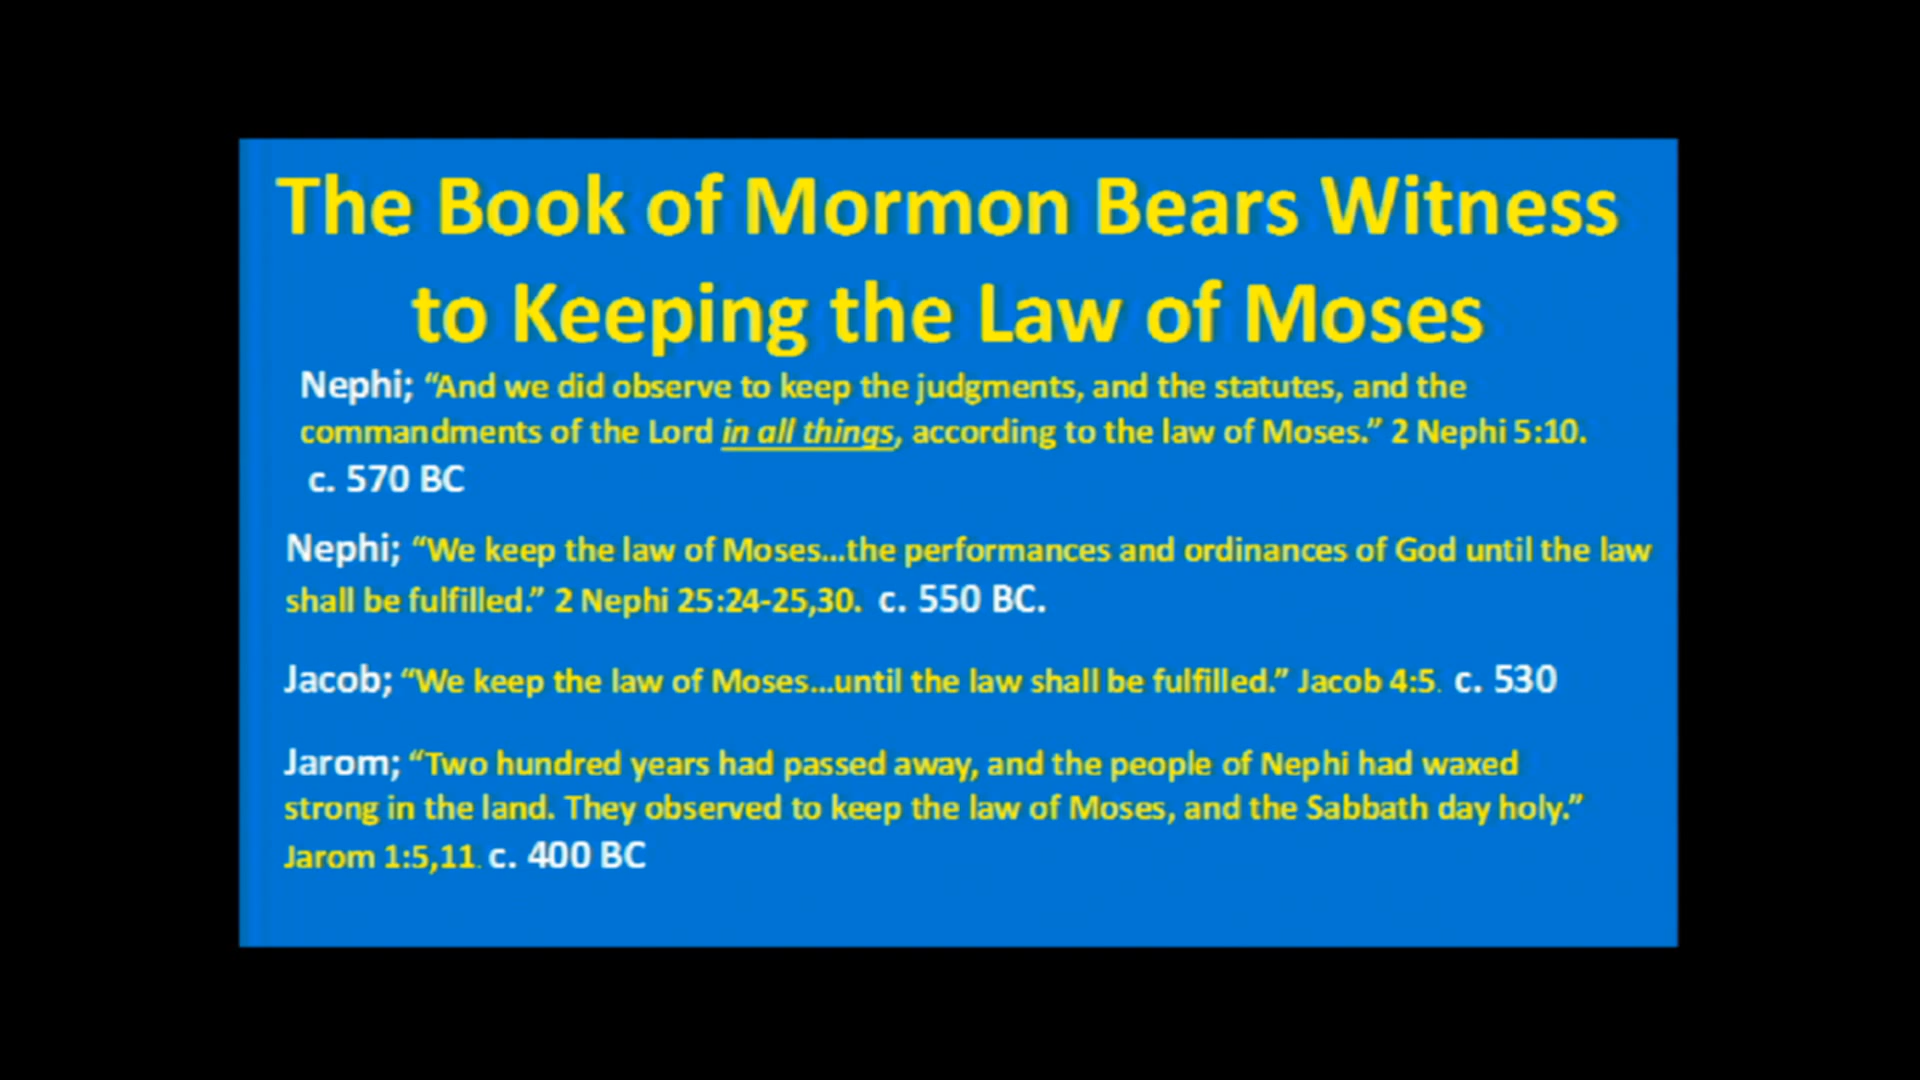 The Book of Mormon Bears Witness
to Keeping the Law of Moses
Nephi; “And we did observe to keep the judgments, and the statutes, and the
commandments of the Lord in all things, according to the law of Moses.” 2 Nephi 5:10.
c. 570 BC
Nephi; “We keep the law of Moses...the performances and ordinances of God until the law
shall be fulfilled.” 2 Nephi 25:24-25,30. c. 550 BC.
Jacob; “We keep the law of Moses...until the law shall be fulfilled.” Jacob 4:5. c. 530
Jarom; “Two hundred years had passed away, and the people of Nephi had waxed
strong in the land. They observed to keep the law of Moses, and the Sabbath day holy.”
Jarom 1:5,11. c. 400 BC